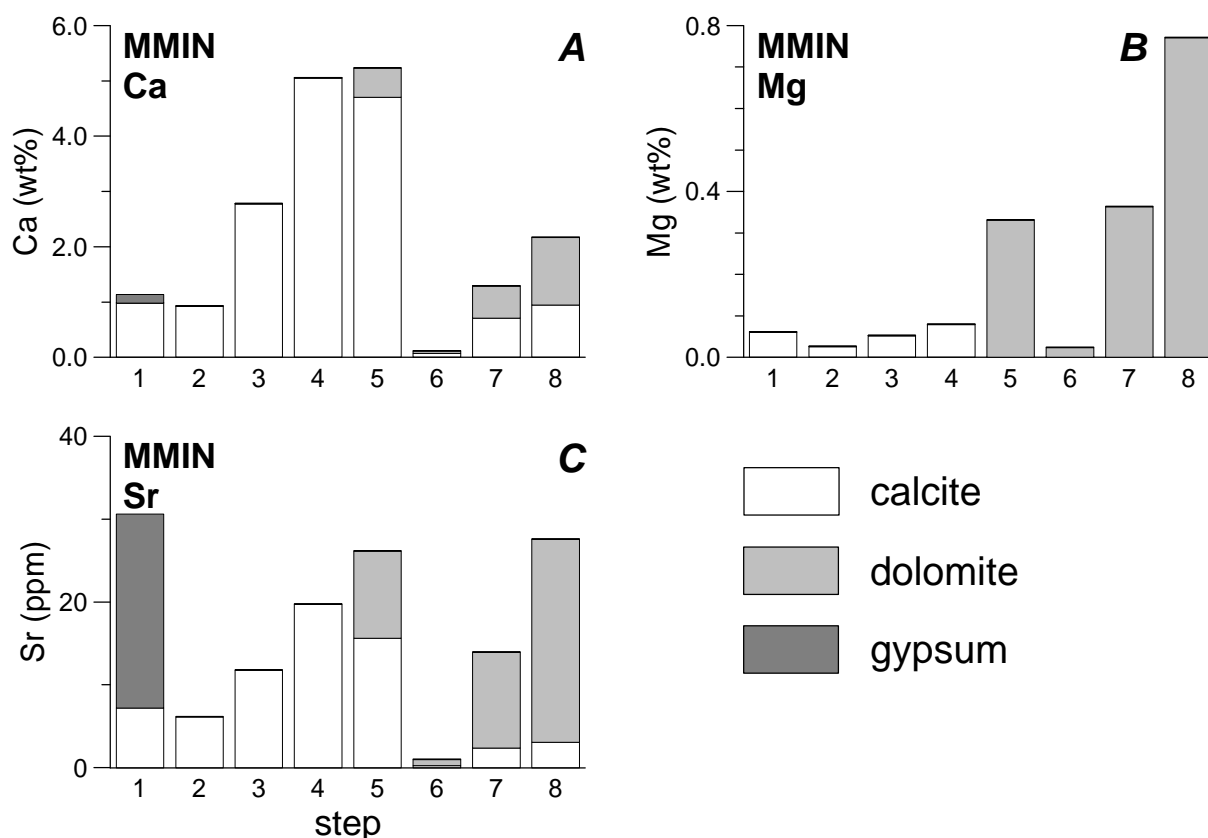 MMIN
Ca
A
Ca (wt%)
6.0
4.0
2.0
0.0
1 2 3 4 5 6 7 8
MMIN
Mg
B
Mg (wt%)
0.8
0.4
0.0
1 2 3 4 5 6 7 8
MMIN
Sr
C
Sr (ppm)
40
20
0
1 2 3 4 5 6 7 8
step
calcite
dolomite
gypsum